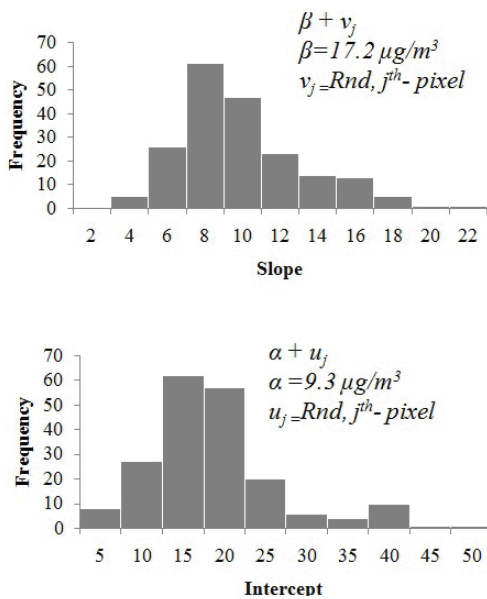 β + vj
β=17.2 µg/m³
vj =Rnd, jth- pixel
70
60
50
40
30
20
10
0
Frequency
2 4 6 8 10 12 14 16 18 20 22
Slope
α + uj
α =9.3 µg/m³
uj =Rnd, jth- pixel
70
60
50
40
30
20
10
0
Frequency
5 10 15 20 25 30 35 40 45 50
Intercept